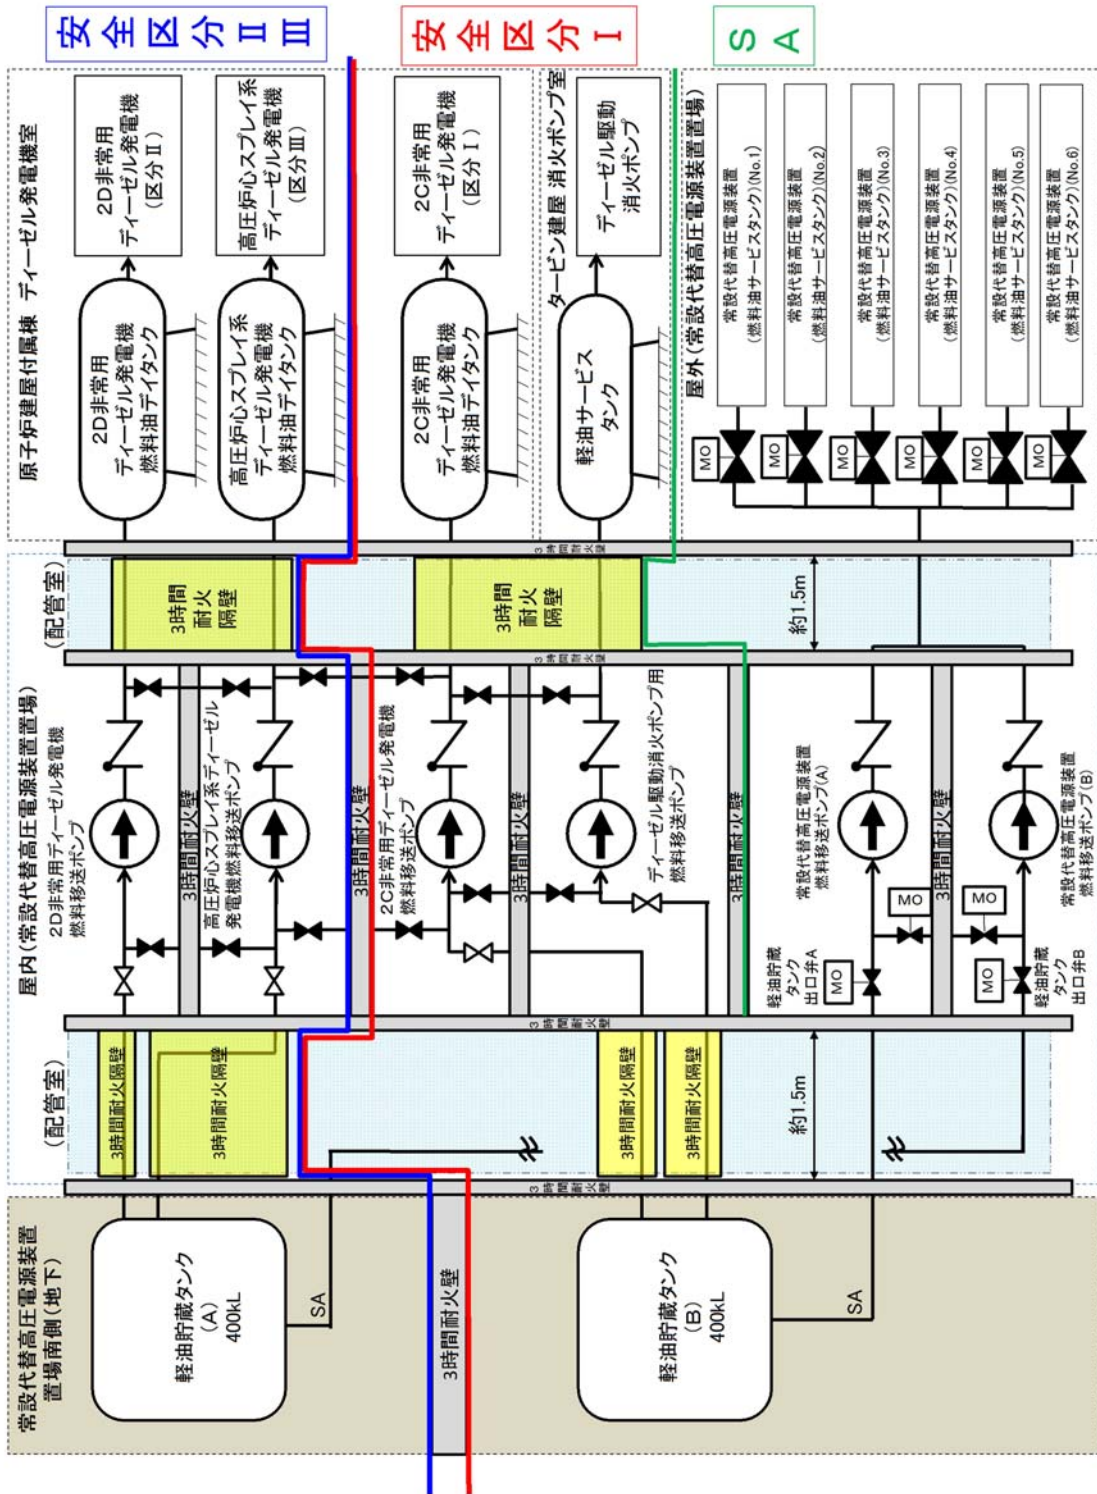 安全区分ⅡⅢ
安全区分Ⅰ
SA
原子炉建屋付属棟 ディーゼル発電機室
2D非常用
ディーゼル発電機
(区分Ⅱ)
高圧炉心スプレイ系
ディーゼル発電機
(区分Ⅲ)
2C非常用
ディーゼル発電機
(区分Ⅰ)
タービン建屋 消火ポンプ室
ディーゼル駆動
消火ポンプ
屋外(常設代替高圧電源装置置場)
常設代替高圧電源装置
(燃料油サービスタンク)(No.1)
常設代替高圧電源装置
(燃料油サービスタンク)(No.2)
常設代替高圧電源装置
(燃料油サービスタンク)(No.3)
常設代替高圧電源装置
(燃料油サービスタンク)(No.4)
常設代替高圧電源装置
(燃料油サービスタンク)(No.5)
常設代替高圧電源装置
(燃料油サービスタンク)(No.6)
2D非常用
ディーゼル発電機
燃料油デイタンク
高圧炉心スプレイ系
ディーゼル発電機
燃料油デイタンク
2C非常用
ディーゼル発電機
燃料油デイタンク
軽油サービス
タンク
MO
MO
MO
MO
MO
MO
3時間耐火壁
(配管室)
3時間
耐火
隔壁
3時間
耐火
隔壁
約1.5m
3時間耐火壁
屋内(常設代替高圧電源装置置場)
2D非常用ディーゼル発電機
燃料移送ポンプ
3時間耐火壁
高圧炉心スプレイ系ディーゼル
発電機燃料移送ポンプ
3時間耐火壁
2C非常用ディーゼル発電機
燃料移送ポンプ
3時間耐火壁
ディーゼル駆動消火ポンプ用
燃料移送ポンプ
3時間耐火壁
常設代替高圧電源装置
燃料移送ポンプ(A)
3時間耐火壁
常設代替高圧電源装置
燃料移送ポンプ(B)
MO
MO
軽油貯蔵
タンク
出口弁A
MO
MO
軽油貯蔵
タンク
出口弁B
3時間耐火壁
(配管室)
3時間耐火隔壁
3時間耐火隔壁
3時間耐火隔壁
3時間耐火隔壁
約1.5m
3時間耐火壁
常設代替高圧電源装置
置場南側(地下)
軽油貯蔵タンク
(A)
400kL
SA
3時間耐火壁
軽油貯蔵タンク
(B)
400kL
SA